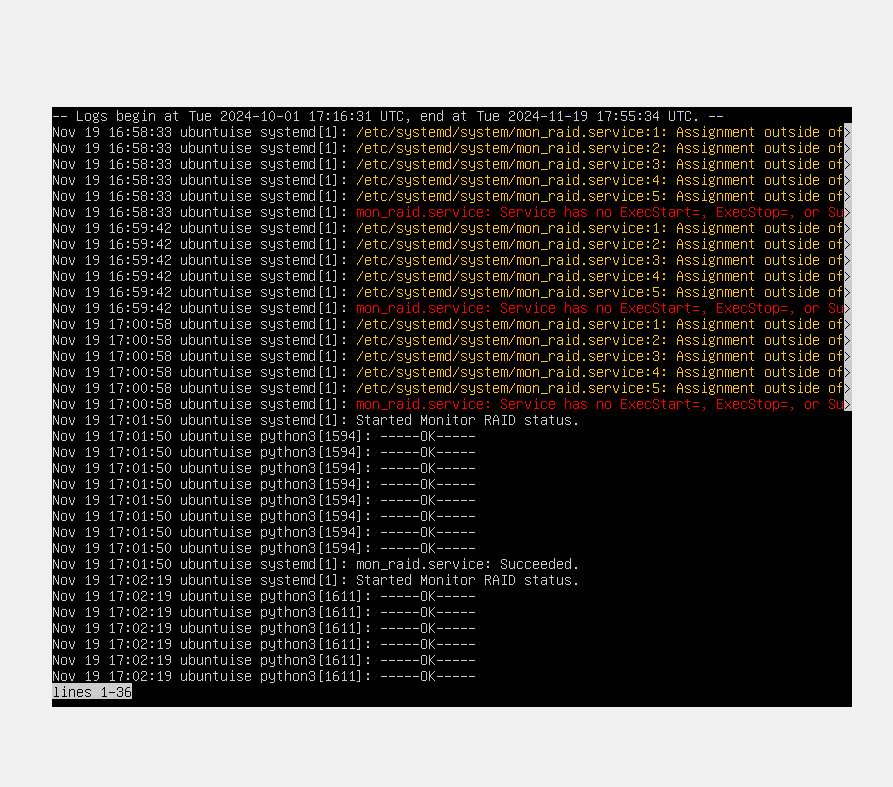 -- Logs begin at Tue 2024-10-01 17:16:31 UTC, end at Tue 2024-11-19 17:55:34 UTC. --
Nov 19 16:58:33 ubuntuise systemd[1]: /etc/systemd/system/mon_raid.service:1: Assignment outside of>
Nov 19 16:58:33 ubuntuise systemd[1]: /etc/systemd/system/mon_raid.service:2: Assignment outside of>
Nov 19 16:58:33 ubuntuise systemd[1]: /etc/systemd/system/mon_raid.service:3: Assignment outside of>
Nov 19 16:58:33 ubuntuise systemd[1]: /etc/systemd/system/mon_raid.service:4: Assignment outside of>
Nov 19 16:58:33 ubuntuise systemd[1]: /etc/systemd/system/mon_raid.service:5: Assignment outside of>
Nov 19 16:58:33 ubuntuise systemd[1]: mon_raid.service: Service has no ExecStart=, ExecStop=, or Su>
Nov 19 16:59:42 ubuntuise systemd[1]: /etc/systemd/system/mon_raid.service:1: Assignment outside of>
Nov 19 16:59:42 ubuntuise systemd[1]: /etc/systemd/system/mon_raid.service:2: Assignment outside of>
Nov 19 16:59:42 ubuntuise systemd[1]: /etc/systemd/system/mon_raid.service:3: Assignment outside of>
Nov 19 16:59:42 ubuntuise systemd[1]: /etc/systemd/system/mon_raid.service:4: Assignment outside of>
Nov 19 16:59:42 ubuntuise systemd[1]: /etc/systemd/system/mon_raid.service:5: Assignment outside of>
Nov 19 16:59:42 ubuntuise systemd[1]: mon_raid.service: Service has no ExecStart=, ExecStop=, or Su>
Nov 19 17:00:58 ubuntuise systemd[1]: /etc/systemd/system/mon_raid.service:1: Assignment outside of>
Nov 19 17:00:58 ubuntuise systemd[1]: /etc/systemd/system/mon_raid.service:2: Assignment outside of>
Nov 19 17:00:58 ubuntuise systemd[1]: /etc/systemd/system/mon_raid.service:3: Assignment outside of>
Nov 19 17:00:58 ubuntuise systemd[1]: /etc/systemd/system/mon_raid.service:4: Assignment outside of>
Nov 19 17:00:58 ubuntuise systemd[1]: /etc/systemd/system/mon_raid.service:5: Assignment outside of>
Nov 19 17:00:58 ubuntuise systemd[1]: mon_raid.service: Service has no ExecStart=, ExecStop=, or Su>
Nov 19 17:01:50 ubuntuise systemd[1]: Started Monitor RAID status.
Nov 19 17:01:50 ubuntuise python3[1594]: -----OK-----
Nov 19 17:01:50 ubuntuise python3[1594]: -----OK-----
Nov 19 17:01:50 ubuntuise python3[1594]: -----OK-----
Nov 19 17:01:50 ubuntuise python3[1594]: -----OK-----
Nov 19 17:01:50 ubuntuise python3[1594]: -----OK-----
Nov 19 17:01:50 ubuntuise python3[1594]: -----OK-----
Nov 19 17:01:50 ubuntuise python3[1594]: -----OK-----
Nov 19 17:01:50 ubuntuise python3[1594]: -----OK-----
Nov 19 17:01:50 ubuntuise systemd[1]: mon_raid.service: Succeeded.
Nov 19 17:02:19 ubuntuise systemd[1]: Started Monitor RAID status.
Nov 19 17:02:19 ubuntuise python3[1611]: -----OK-----
Nov 19 17:02:19 ubuntuise python3[1611]: -----OK-----
Nov 19 17:02:19 ubuntuise python3[1611]: -----OK-----
Nov 19 17:02:19 ubuntuise python3[1611]: -----OK-----
Nov 19 17:02:19 ubuntuise python3[1611]: -----OK-----
Nov 19 17:02:19 ubuntuise python3[1611]: -----OK-----
lines 1-36